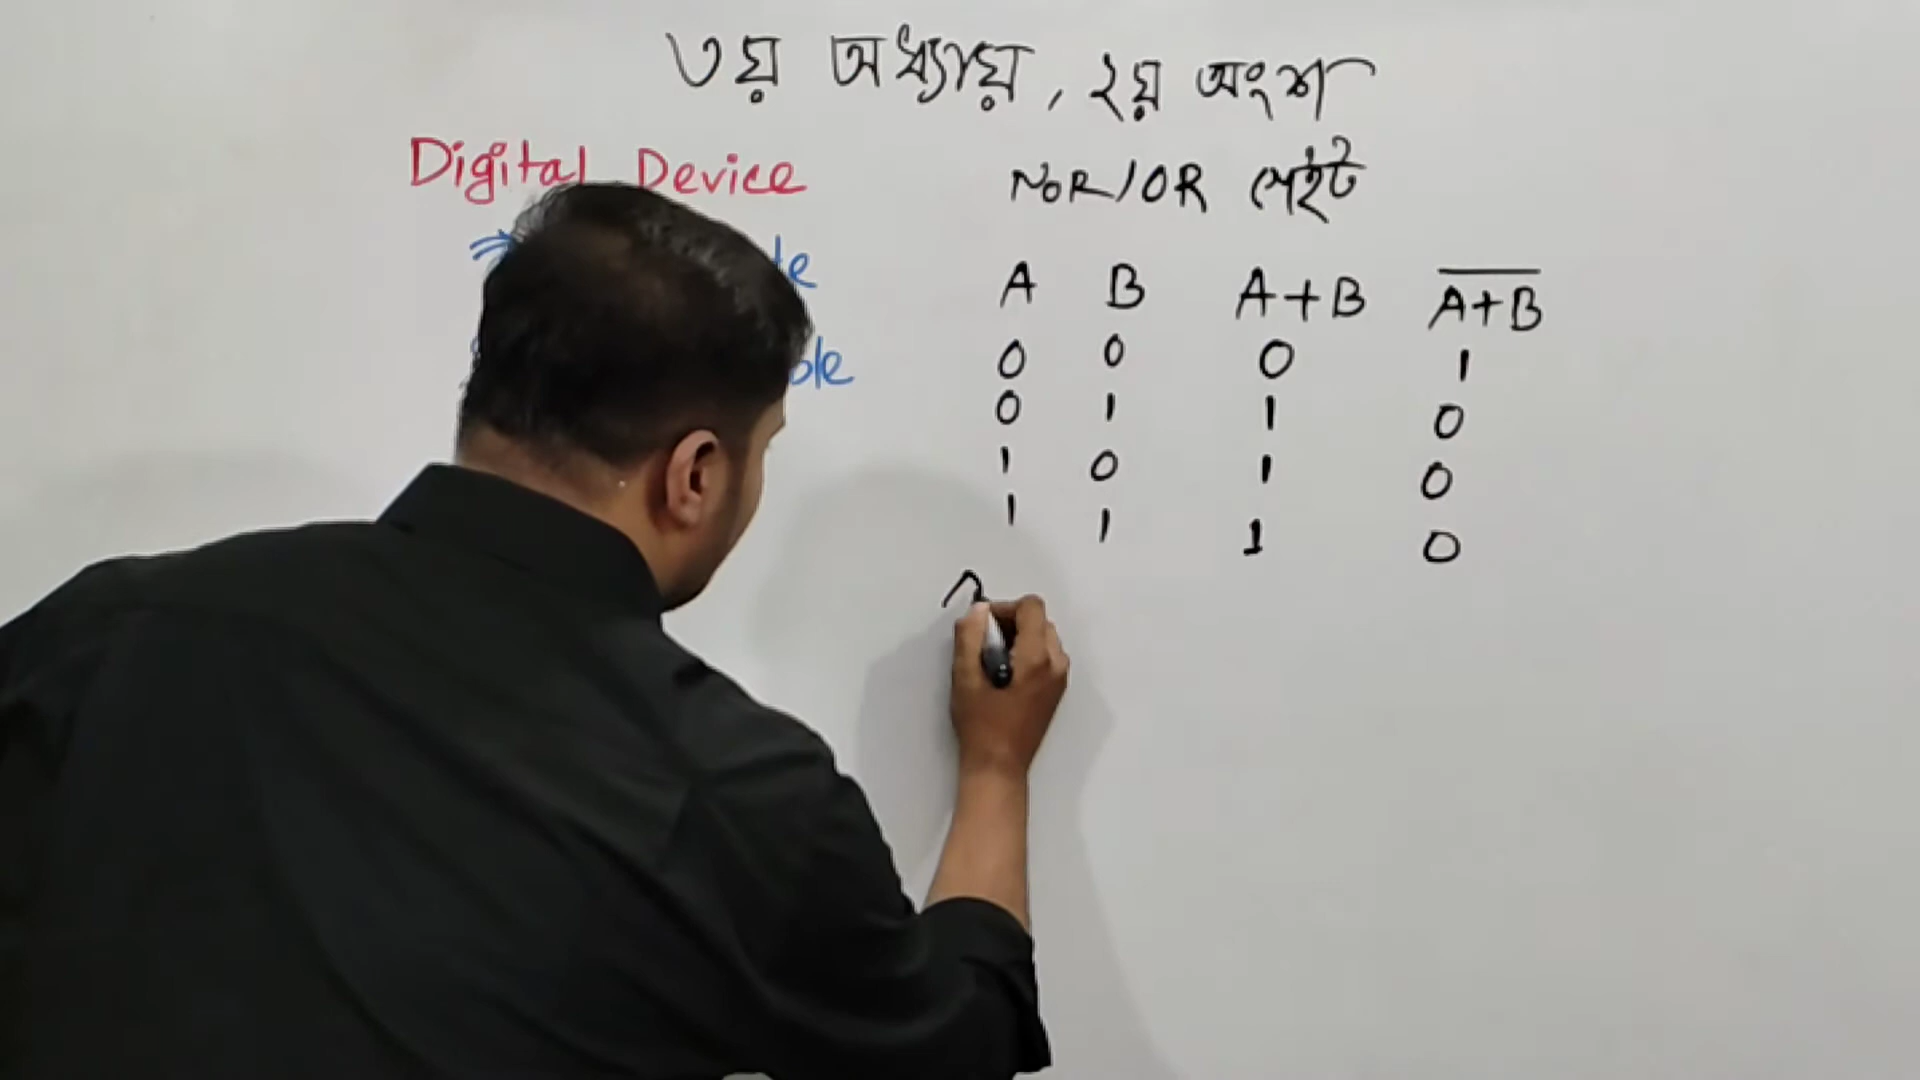 ৩য় অধ্যায়, ২য় অংশ
Digital Device
NOR/OR গেইট
A B A+B \overline{A+B}
0 0 0 1
0 1 1 0
1 0 1 0
1 1 1 0